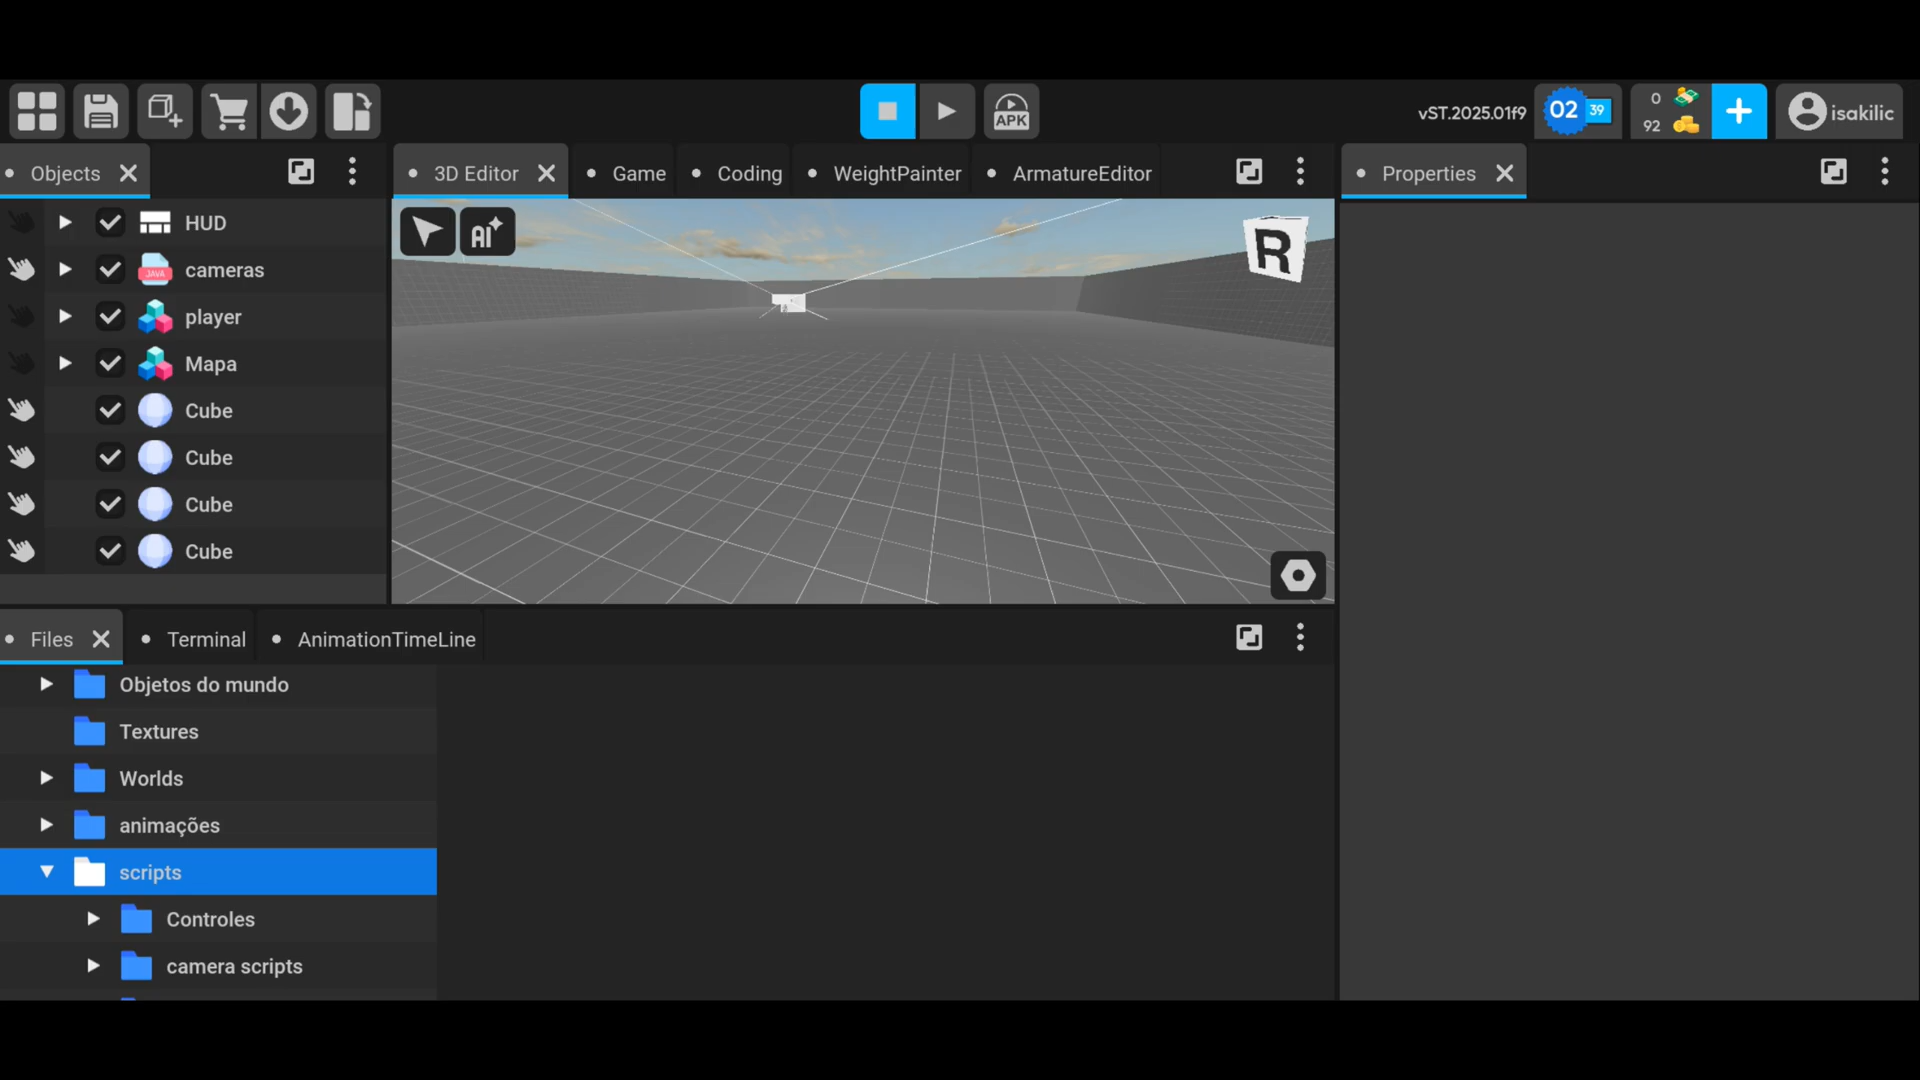 APK
vST.2025.01f9
02
39
0
92
isakilic
Objects
3D Editor
Game
Coding
WeightPainter
ArmatureEditor
Properties
HUD
JAVA
cameras
player
Mapa
Cube
Cube
Cube
Cube
AI
R
Files
Terminal
AnimationTimeLine
Objetos do mundo
Textures
Worlds
animações
scripts
Controles
camera scripts